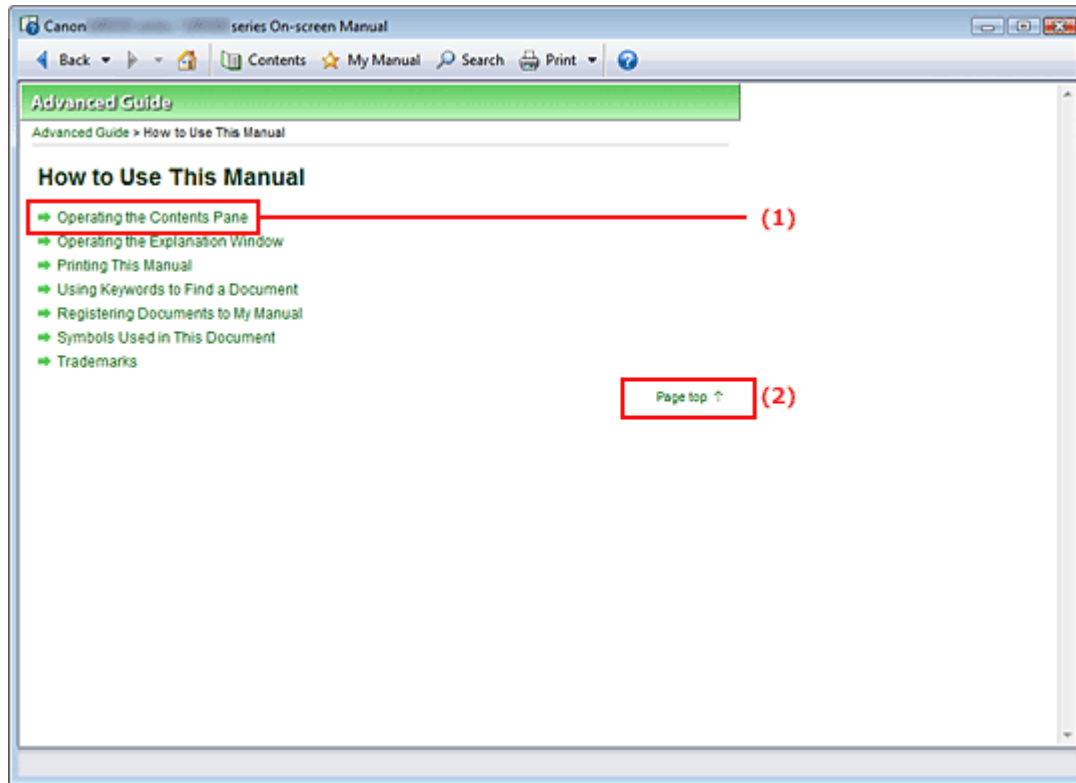 Canon series On-screen Manual
Back Contents My Manual Search Print
Advanced Guide
Advanced Guide > How to Use This Manual
How to Use This Manual
Operating the Contents Pane (1)
Operating the Explanation Window
Printing This Manual
Using Keywords to Find a Document
Registering Documents to My Manual
Symbols Used in This Document
Trademarks
Page top ↑ (2)